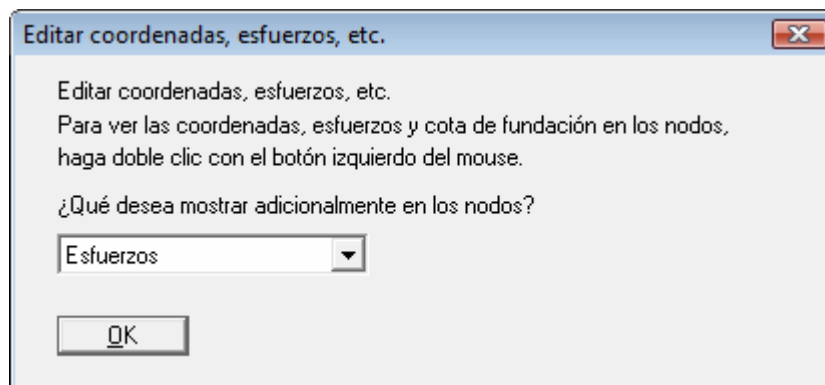 Editar coordenadas, esfuerzos, etc.
Editar coordenadas, esfuerzos, etc.
Para ver las coordenadas, esfuerzos y cota de fundación en los nodos,
haga doble clic con el botón izquierdo del mouse.
¿Qué desea mostrar adicionalmente en los nodos?
Esfuerzos
OK